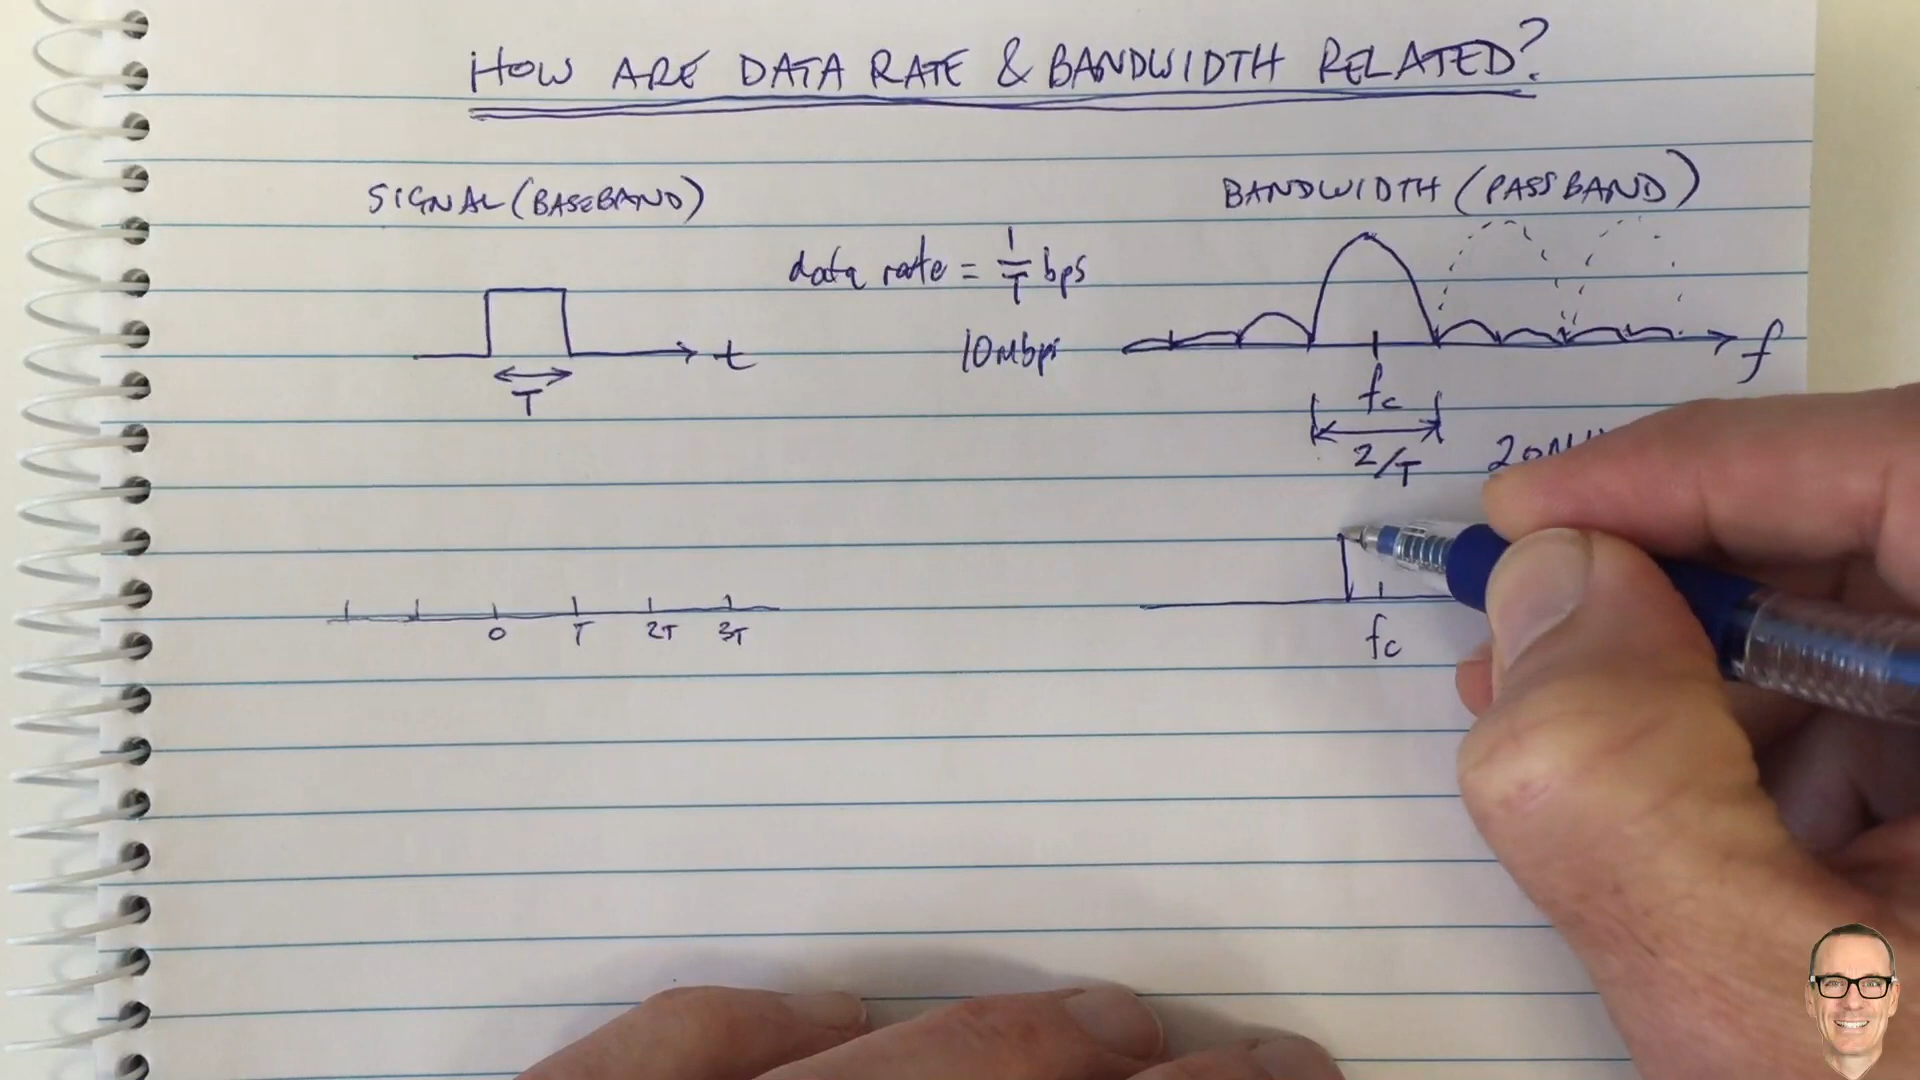 HOW ARE DATA RATE & BANDWIDTH RELATED?
SIGNAL (BASEBAND)
BANDWIDTH (PASSBAND)
data rate = 1/T bps
10Mbps
t
T
f
fc
2/T
0 T 2T 3T
fc